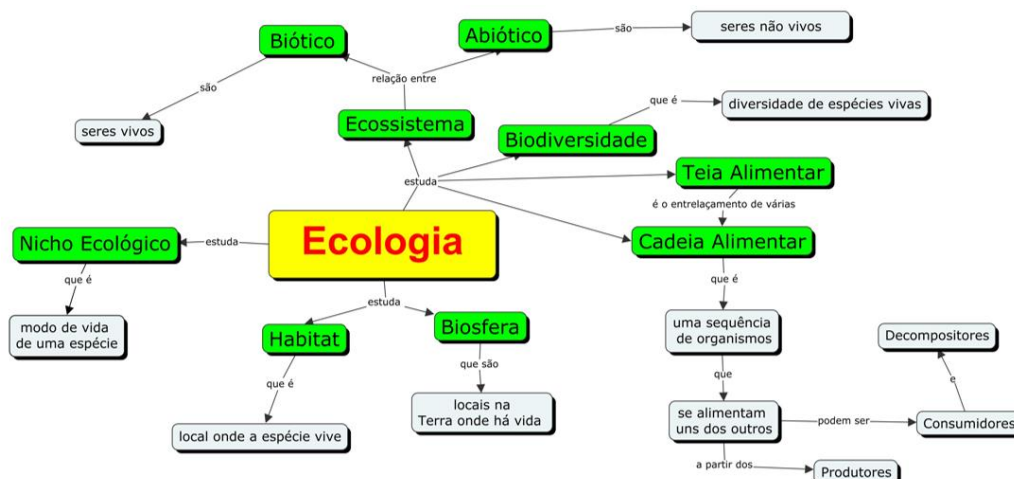 Biótico
Abiótico
são
seres não vivos
relação entre
são
seres vivos
Ecossistema
Biodiversidade
que é
diversidade de espécies vivas
estuda
Teia Alimentar
é o entrelaçamento de várias
Cadeia Alimentar
Ecologia
estuda
Nicho Ecológico
que é
modo de vida
de uma espécie
estuda
Habitat
que é
local onde a espécie vive
Biosfera
que são
locais na
Terra onde há vida
que é
uma sequência
de organismos
que
se alimentam
uns dos outros
podem ser
Consumidores
e
Decompositores
a partir dos
Produtores